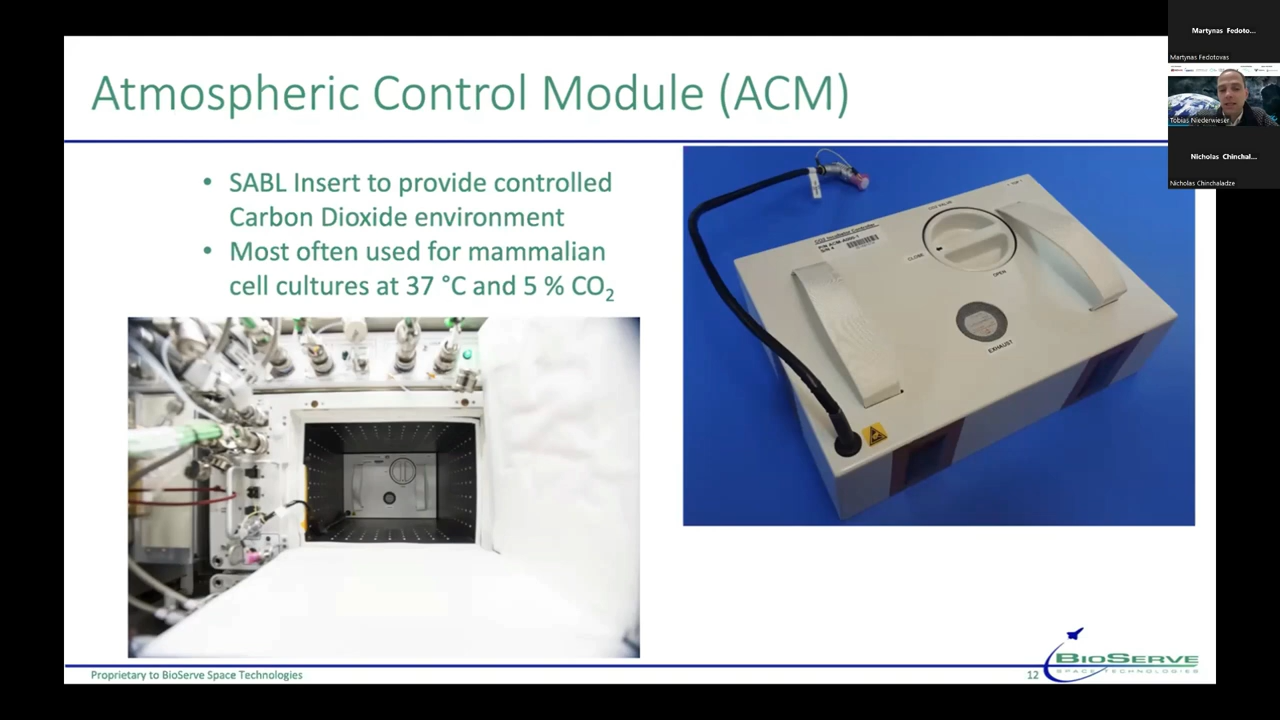 Atmospheric Control Module (ACM)
• SABL Insert to provide controlled
Carbon Dioxide environment
• Most often used for mammalian
cell cultures at 37 °C and 5 % CO₂
CLOSE
OPEN
EXHAUST
Proprietary to BioServe Space Technologies
12
BIOSERVE
SPACE TECHNOLOGIES
Martynas Fedoto...
Martynas Fedotovas
Tobias Niederwieser
Nicholas Chinchal...
Nicholas Chinchaladze